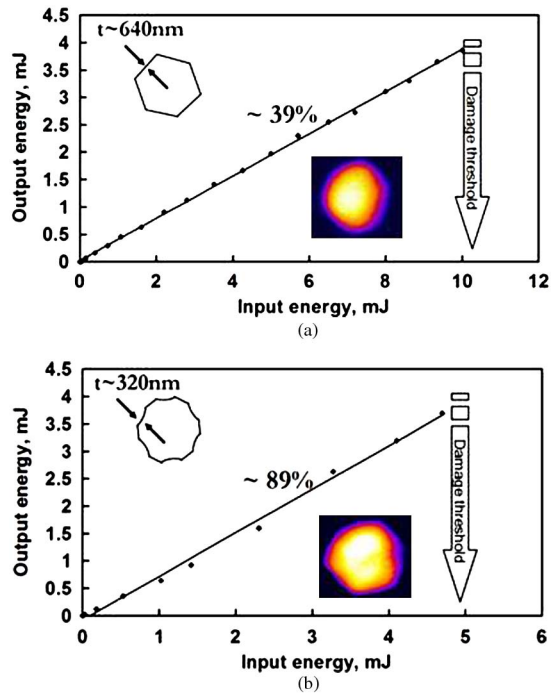 4.5
t~640nm
4
3.5
3
~ 39%
2.5
2
1.5
1
0.5
0
Output energy, mJ
Damage threshold
0 2 4 6 8 10 12
Input energy, mJ
(a)
4.5
t~320nm
4
3.5
3
~ 89%
2.5
2
1.5
1
0.5
0
Output energy, mJ
Damage threshold
0 1 2 3 4 5 6
Input energy, mJ
(b)